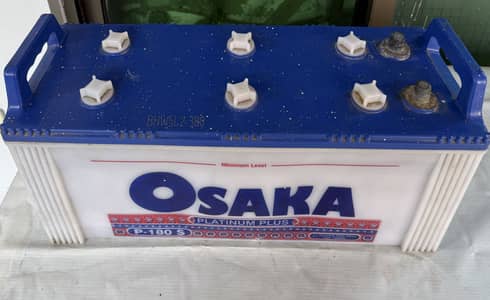 Minimum Level
OSAKA
PLATINUM PLUS
P-180 S